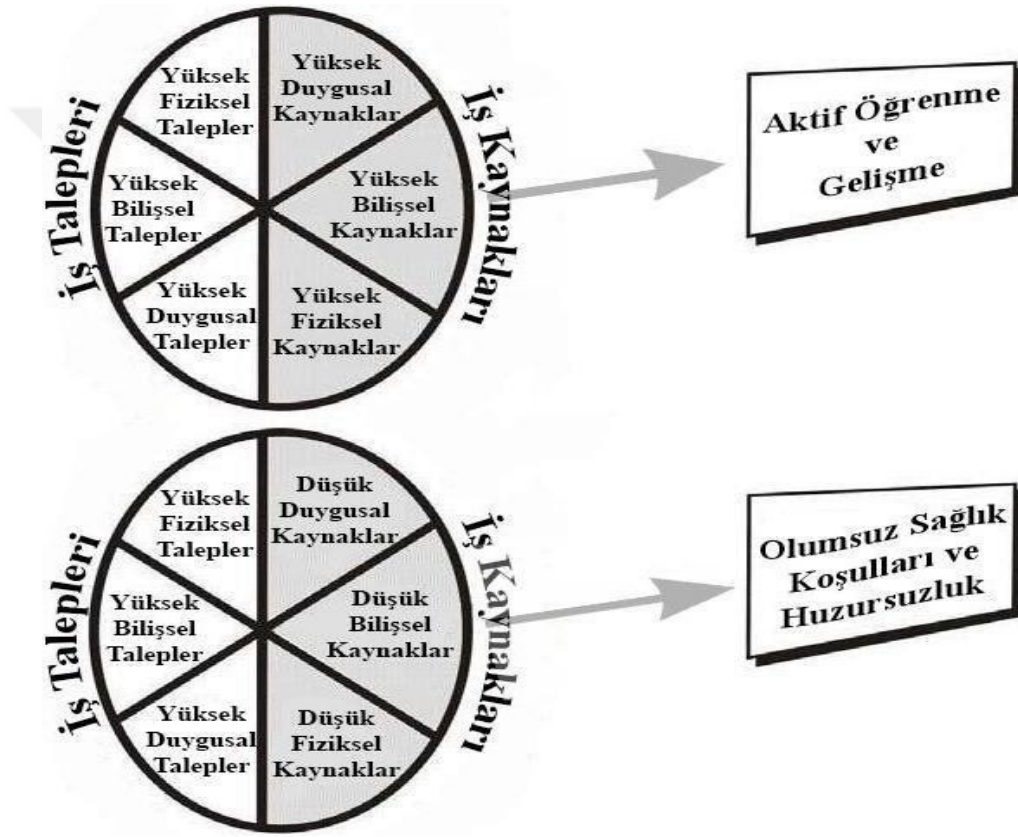 İş Talepleri
Yüksek
Fiziksel
Talepler
Yüksek
Bilişsel
Talepler
Yüksek
Duygusal
Talepler
Yüksek
Duygusal
Kaynaklar
Yüksek
Bilişsel
Kaynaklar
Yüksek
Fiziksel
Kaynaklar
İş Kaynakları
Aktif Öğrenme
ve
Gelişme
İş Talepleri
Yüksek
Fiziksel
Talepler
Yüksek
Bilişsel
Talepler
Yüksek
Duygusal
Talepler
Düşük
Duygusal
Kaynaklar
Düşük
Bilişsel
Kaynaklar
Düşük
Fiziksel
Kaynaklar
İş Kaynakları
Olumsuz Sağlık
Koşulları ve
Huzursuzluk